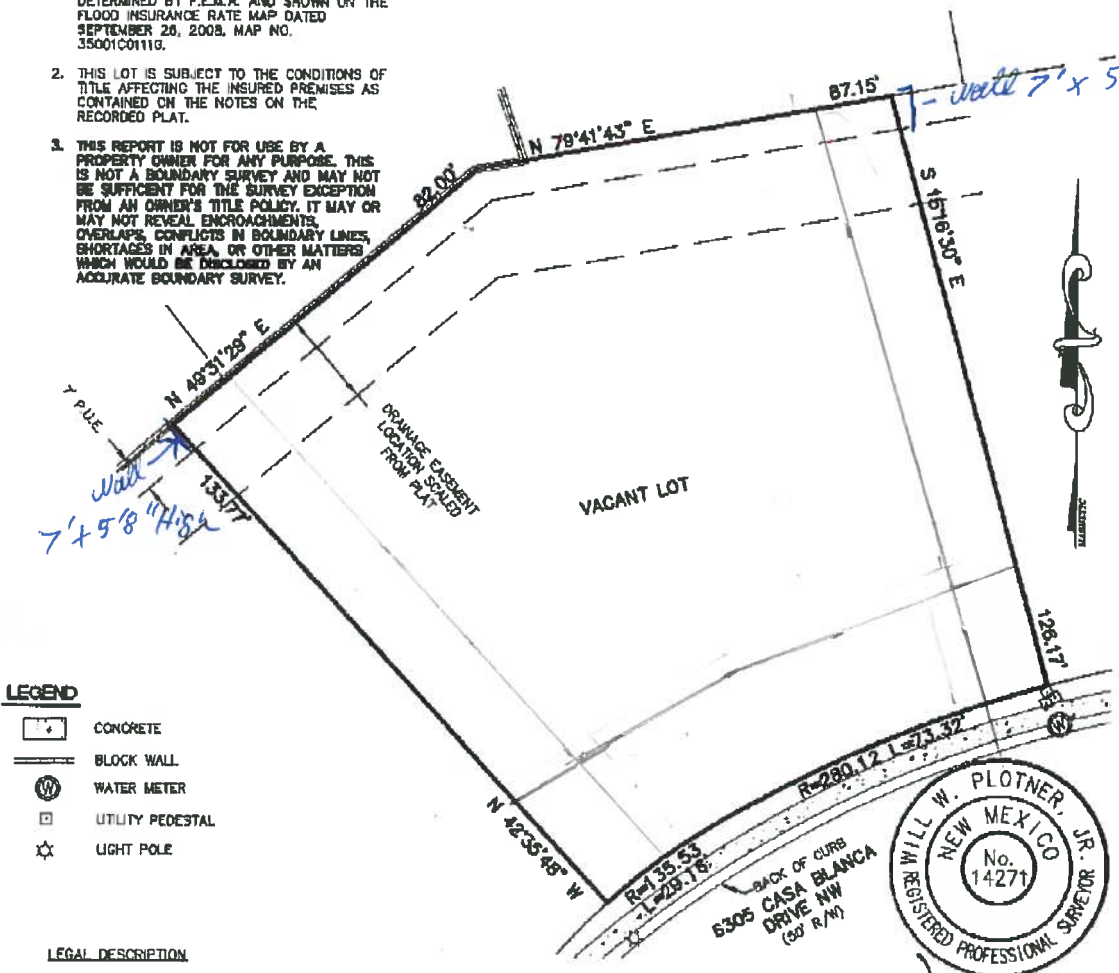 DETERMINED BY F.E.M.A. AND SHOWN ON THE
FLOOD INSURANCE RATE MAP DATED
SEPTEMBER 26, 2008, MAP NO.
35001C0111G.
2. THIS LOT IS SUBJECT TO THE CONDITIONS OF
TITLE AFFECTING THE INSURED PREMISES AS
CONTAINED ON THE NOTES ON THE
RECORDED PLAT.
3. THIS REPORT IS NOT FOR USE BY A
PROPERTY OWNER FOR ANY PURPOSE. THIS
IS NOT A BOUNDARY SURVEY AND MAY NOT
BE SUFFICIENT FOR THE SURVEY EXCEPTION
FROM AN OWNER'S TITLE POLICY. IT MAY OR
MAY NOT REVEAL ENCROACHMENTS,
OVERLAPS, CONFLICTS IN BOUNDARY LINES,
SHORTAGES IN AREA, OR OTHER MATTERS
WHICH WOULD BE DISCLOSED BY AN
ACCURATE BOUNDARY SURVEY.
87.15'
wall 7' x 5
N 79°41'43" E
82.00'
S 15°16'30" E
N 49°31'29" E
7' P.U.E.
DRAINAGE EASEMENT
LOCATION SCALED
FROM PLAT
Wall
133.77'
7' + 5'8" High
VACANT LOT
MAGNETIC
126.17'
LEGEND
CONCRETE
BLOCK WALL
W WATER METER
UTILITY PEDESTAL
LIGHT POLE
N 42°35'48" W
R=280.12 L=73.32'
W
R=135.53'
L=29.18'
BACK OF CURB
6305 CASA BLANCA
DRIVE NW
(50' R/W)
WILL W. PLOTNER, JR.
NEW MEXICO
No.
14271
REGISTERED PROFESSIONAL SURVEYOR
LEGAL DESCRIPTION